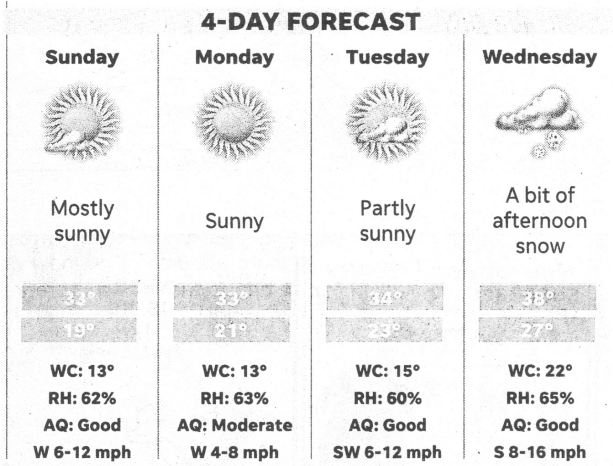 4-DAY FORECAST
Sunday
Mostly
sunny
33°
19°
WC: 13°
RH: 62%
AQ: Good
W 6-12 mph
Monday
Sunny
33°
21°
WC: 13°
RH: 63%
AQ: Moderate
W 4-8 mph
Tuesday
Partly
sunny
34°
23°
WC: 15°
RH: 60%
AQ: Good
SW 6-12 mph
Wednesday
A bit of
afternoon
snow
38°
27°
WC: 22°
RH: 65%
AQ: Good
S 8-16 mph